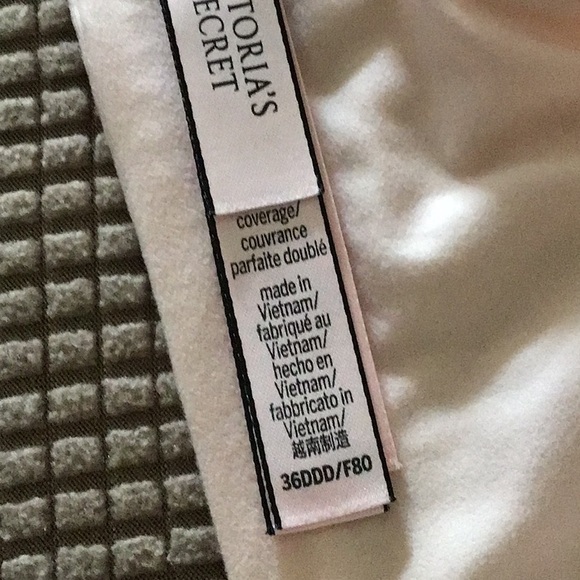 TORIA'S
ECRET
coverage/
couvrance
parfaite doublé
made in
Vietnam/
fabriqué au
Vietnam/
hecho en
Vietnam/
fabbricato in
Vietnam/
越南制造
36DDD/F80